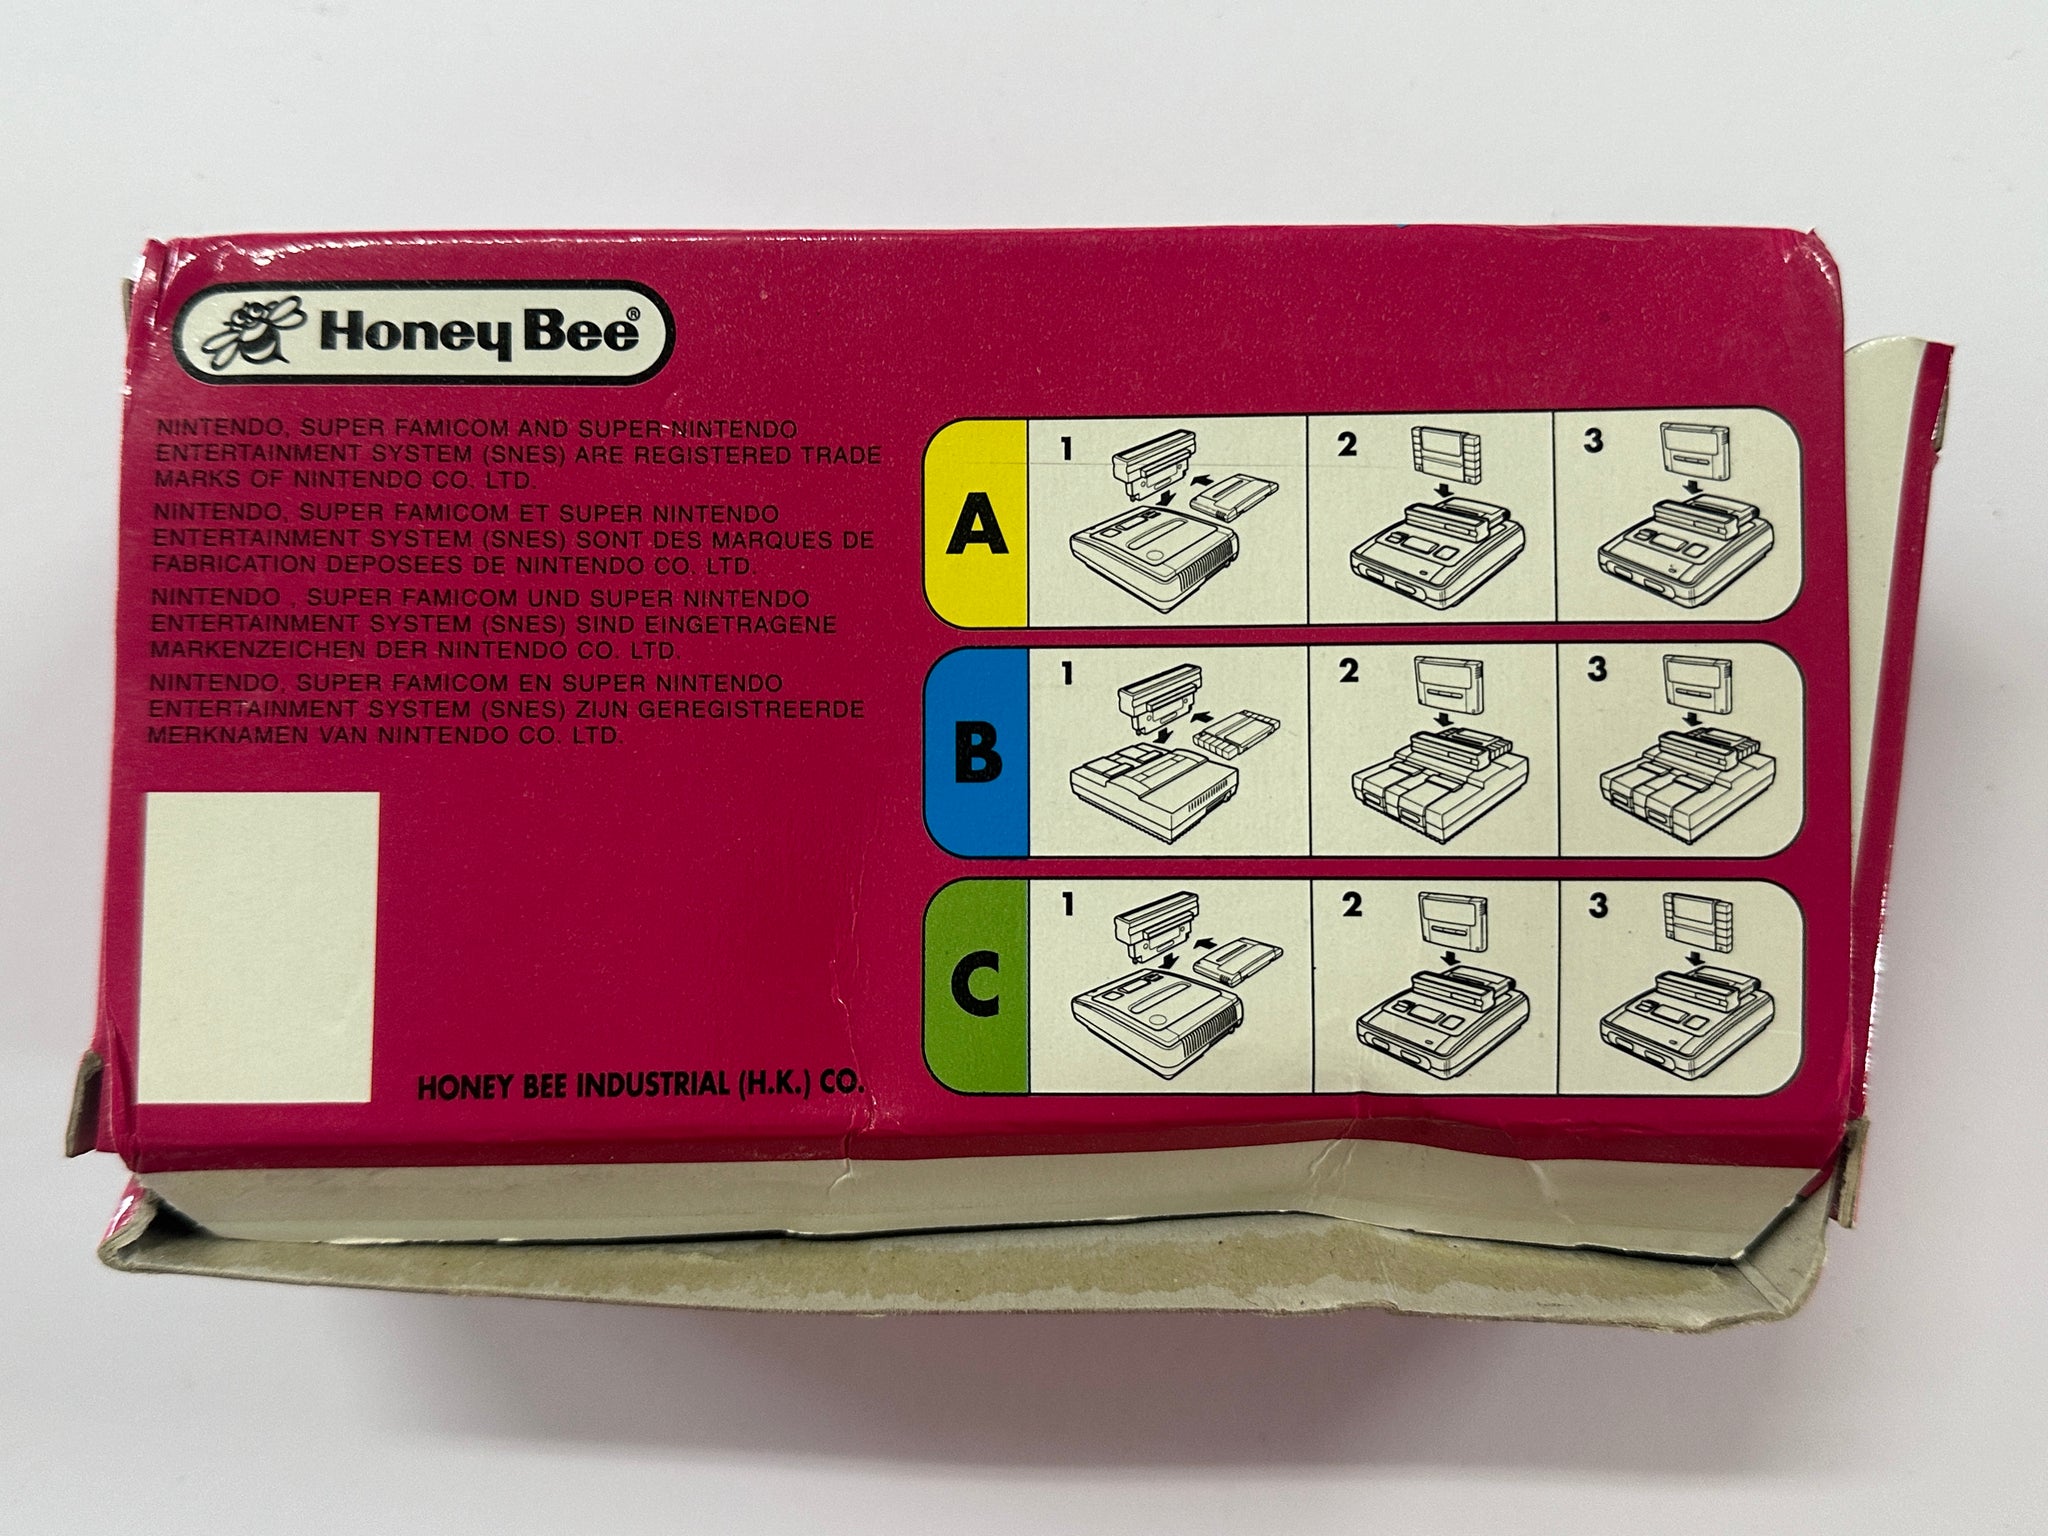 Honey Bee®
NINTENDO, SUPER FAMICOM AND SUPER NINTENDO
ENTERTAINMENT SYSTEM (SNES) ARE REGISTERED TRADE
MARKS OF NINTENDO CO. LTD.
NINTENDO, SUPER FAMICOM ET SUPER NINTENDO
ENTERTAINMENT SYSTEM (SNES) SONT DES MARQUES DE
FABRICATION DEPOSEES DE NINTENDO CO. LTD.
NINTENDO , SUPER FAMICOM UND SUPER NINTENDO
ENTERTAINMENT SYSTEM (SNES) SIND EINGETRAGENE
MARKENZEICHEN DER NINTENDO CO. LTD.
NINTENDO, SUPER FAMICOM EN SUPER NINTENDO
ENTERTAINMENT SYSTEM (SNES) ZIJN GEREGISTREERDE
MERKNAMEN VAN NINTENDO CO. LTD.
HONEY BEE INDUSTRIAL (H.K.) CO.
A 1 2 3
B 1 2 3
C 1 2 3